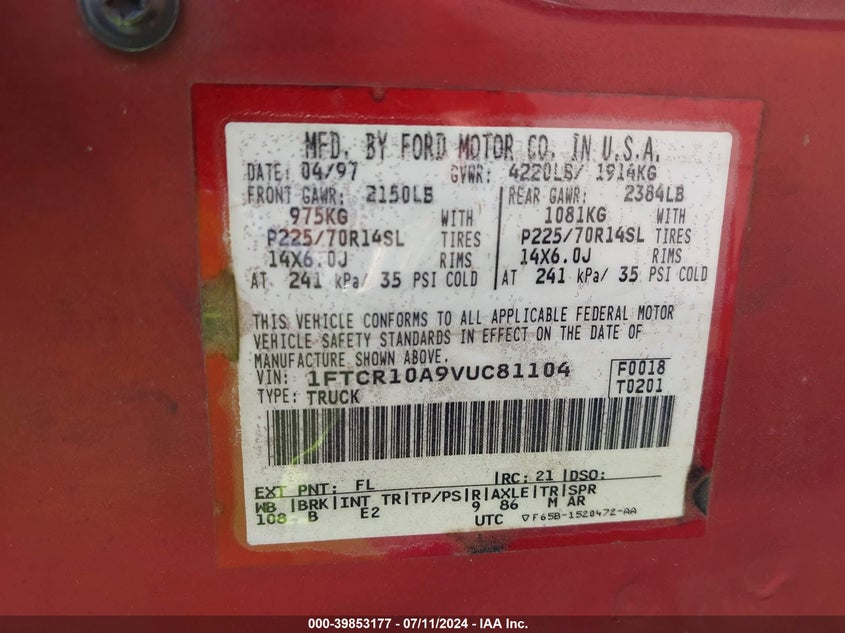 MFD. BY FORD MOTOR CO. IN U.S.A.
DATE: 04/97 GVWR: 4220LB/ 1914KG
FRONT GAWR: 2150LB REAR GAWR: 2384LB
975KG WITH 1081KG WITH
P225/70R14SL TIRES P225/70R14SL TIRES
14X6.0J RIMS 14X6.0J RIMS
AT 241 kPa/ 35 PSI COLD AT 241 kPa/ 35 PSI COLD
THIS VEHICLE CONFORMS TO ALL APPLICABLE FEDERAL MOTOR
VEHICLE SAFETY STANDARDS IN EFFECT ON THE DATE OF
MANUFACTURE SHOWN ABOVE.
VIN: 1FTCR10A9VUC81104 F0018
TYPE: TRUCK T0201
EXT PNT: FL RC: 21 DSO:
WB BRK INT TR TP/PS R AXLE TR SPR
108 B E2 9 86 M AR
UTC ▽F65B-1520472-AA
000-39853177 - 07/11/2024 - IAA Inc.